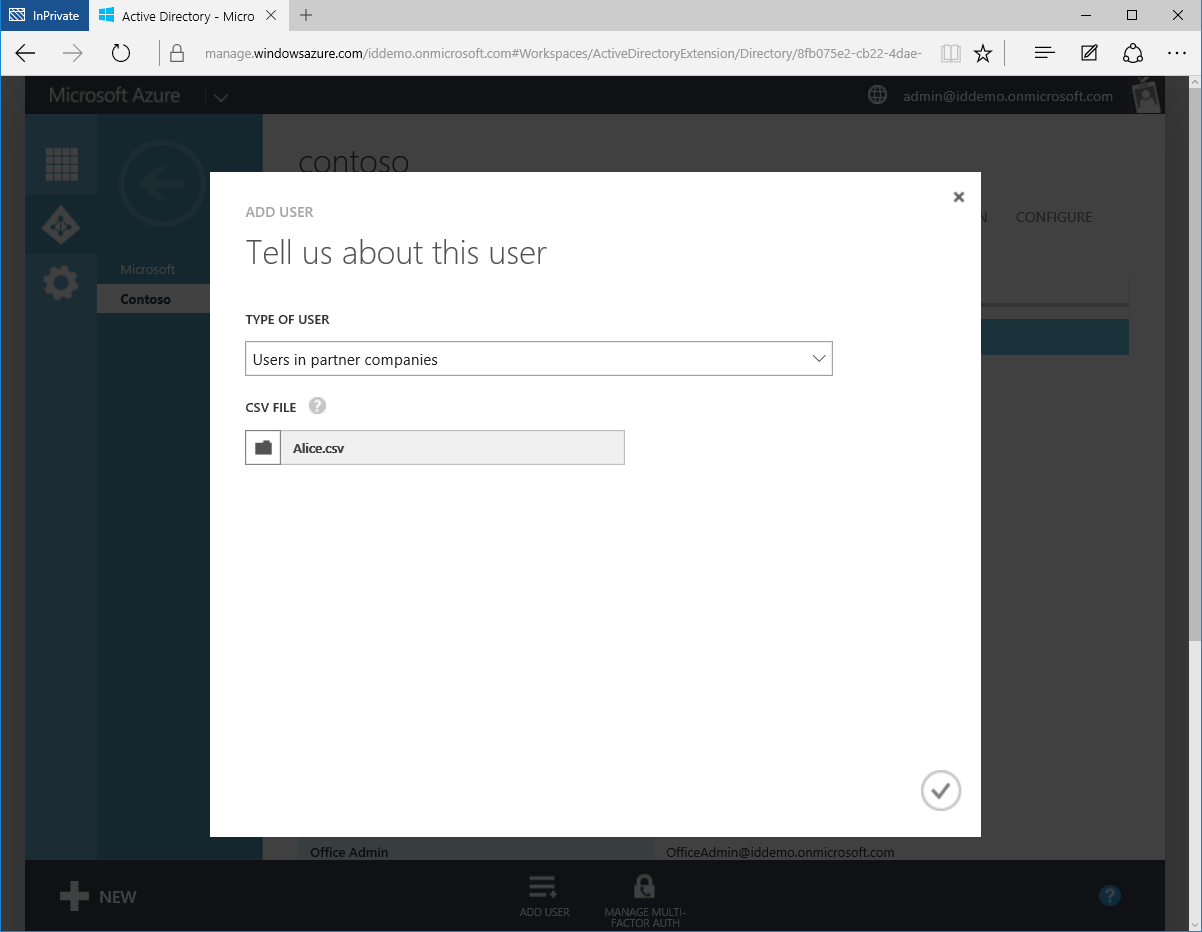 InPrivate
Active Directory - Micro
manage.windowsazure.com/iddemo.onmicrosoft.com#Workspaces/ActiveDirectoryExtension/Directory/8fb075e2-cb22-4dae-
Microsoft Azure
admin@iddemo.onmicrosoft.com
contoso
N
CONFIGURE
Microsoft
Contoso
ADD USER
Tell us about this user
TYPE OF USER
Users in partner companies
CSV FILE ?
Alice.csv
Office Admin
OfficeAdmin@iddemo.onmicrosoft.com
NEW
ADD USER
MANAGE MULTI-
FACTOR AUTH
?